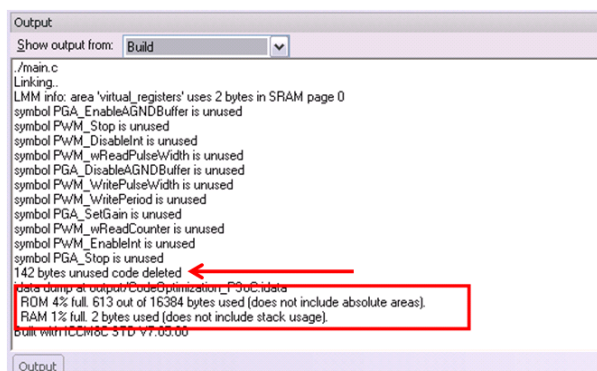 Output
Show output from: Build
./main.c
Linking..
LMM info: area 'virtual_registers' uses 2 bytes in SRAM page 0
symbol PGA_EnableAGNDBuffer is unused
symbol PWM_Stop is unused
symbol PWM_DisableInt is unused
symbol PWM_wReadPulseWidth is unused
symbol PGA_DisableAGNDBuffer is unused
symbol PWM_WritePulseWidth is unused
symbol PWM_WritePeriod is unused
symbol PGA_SetGain is unused
symbol PWM_wReadCounter is unused
symbol PWM_EnableInt is unused
symbol PGA_Stop is unused
142 bytes unused code deleted
idata dump at output/CodeOptimization_PSoC.idata
ROM 4% full. 613 out of 16384 bytes used (does not include absolute areas).
RAM 1% full. 2 bytes used (does not include stack usage).
Built with ICCM8C STD V7.05.00
Output